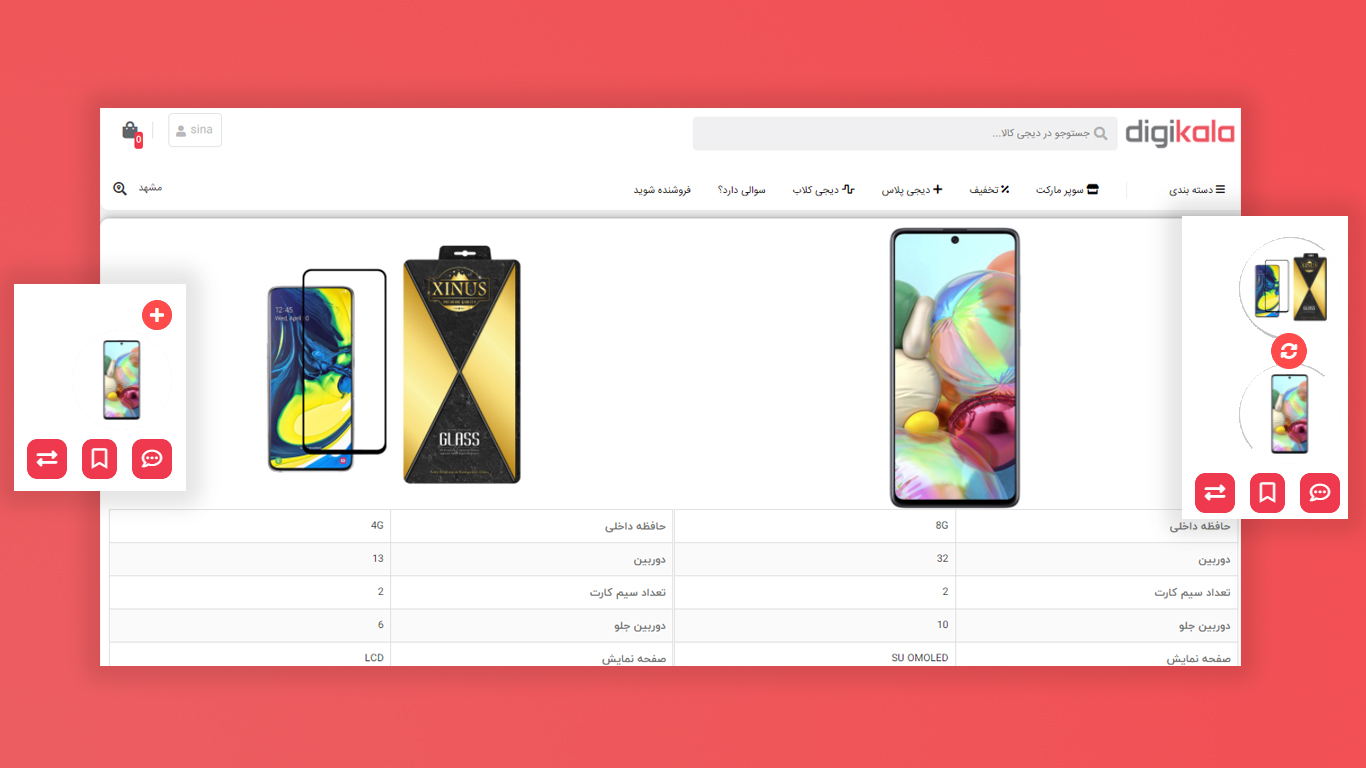 digikala
جستوجو در دیجی کالا...
sina
0
دسته بندی
سوپر مارکت
تخفیف
دیجی پلاس
دیجی کلاب
سوالی دارد؟
فروشنده شوید
مشهد
XINUS
12:45
GLASS
GLASS
حافظه داخلی 8G حافظه داخلی 4G
دوربین 32 دوربین 13
تعداد سیم کارت 2 تعداد سیم کارت 2
دوربین جلو 10 دوربین جلو 6
صفحه نمایش SU OMOLED صفحه نمایش LCD